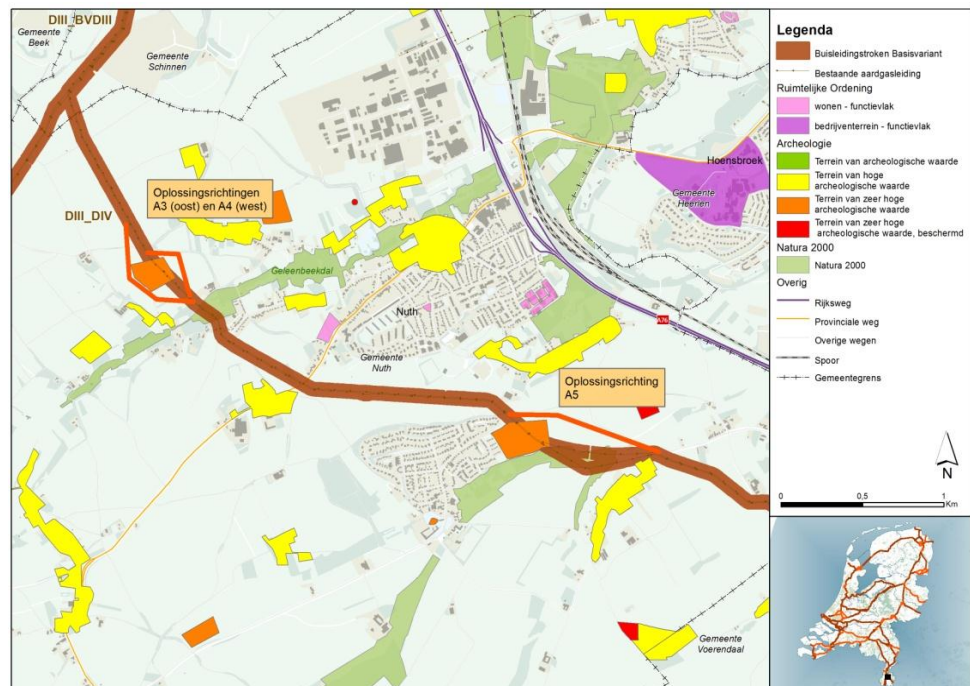 DIII_BVDIII
Gemeente
Beek
Gemeente
Schinnen
Oplossingsrichtingen
A3 (oost) en A4 (west)
DIII_DIV
Geleenbeekdal
Hoensbroek
Gemeente
Heerlen
Nuth
Gemeente
Nuth
A76
Oplossingsrichting
A5
Gemeente
Voerendaal
Legenda
Buisleidingstroken Basisvariant
Bestaande aardgasleiding
Ruimtelijke Ordening
wonen - functievlak
bedrijventerrein - functievlak
Archeologie
Terrein van archeologische waarde
Terrein van hoge
archeologische waarde
Terrein van zeer hoge
archeologische waarde
Terrein van zeer hoge
archeologische waarde, beschermd
Natura 2000
Natura 2000
Overig
Rijksweg
Provinciale weg
Overige wegen
Spoor
Gemeentegrens
N
0 0,5 1
Km